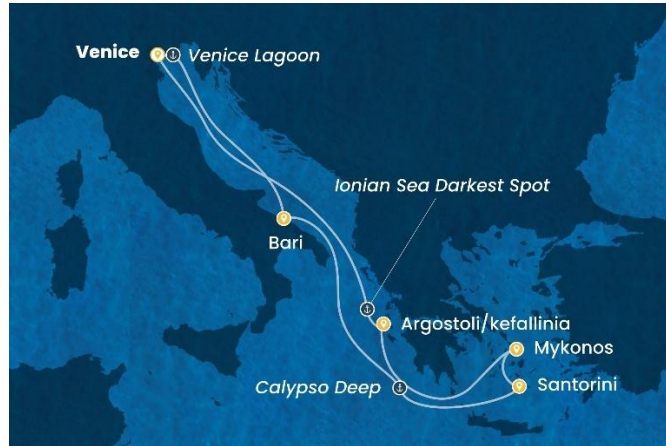 Venice
Venice Lagoon
Ionian Sea Darkest Spot
Bari
Argostoli/kefallinia
Mykonos
Calypso Deep
Santorini